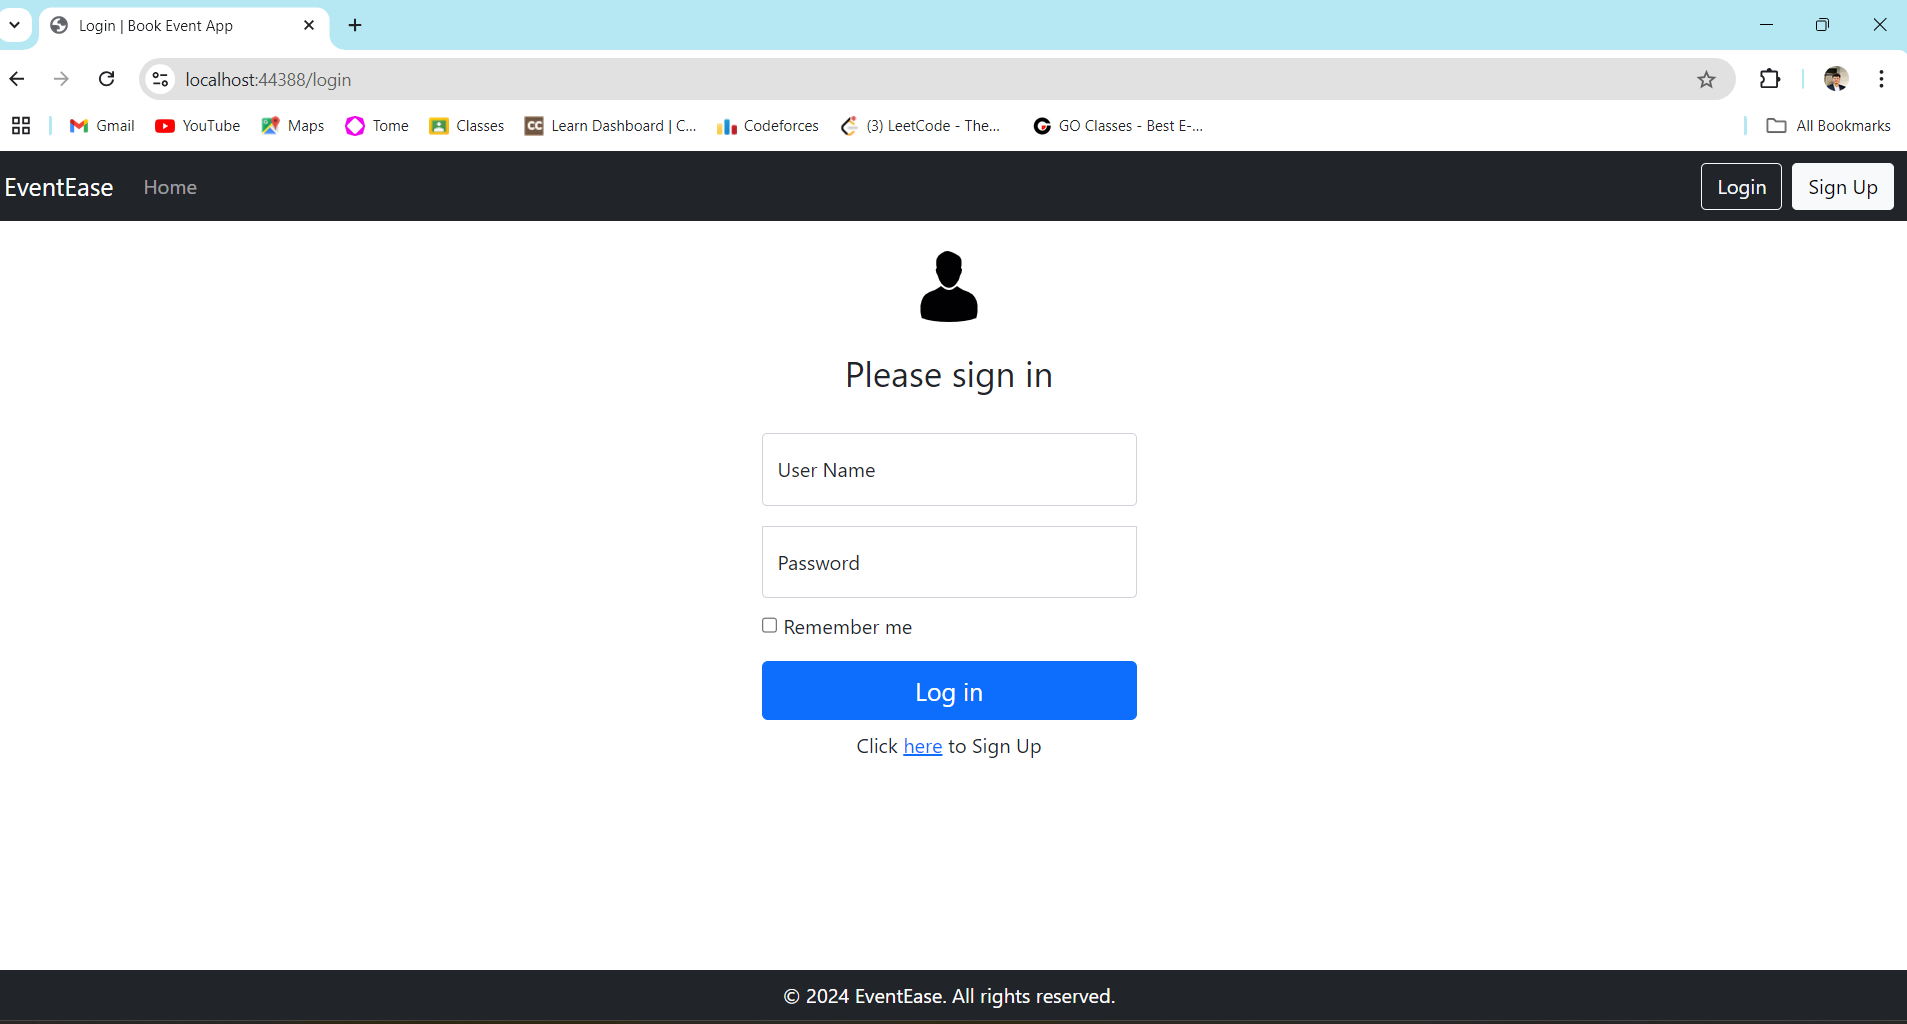 Login | Book Event App
localhost:44388/login
Gmail YouTube Maps Tome Classes CC Learn Dashboard | C... Codeforces (3) LeetCode - The... GO Classes - Best E-... All Bookmarks
EventEase Home Login Sign Up
Please sign in
User Name
Password
Remember me
Log in
Click here to Sign Up
© 2024 EventEase. All rights reserved.